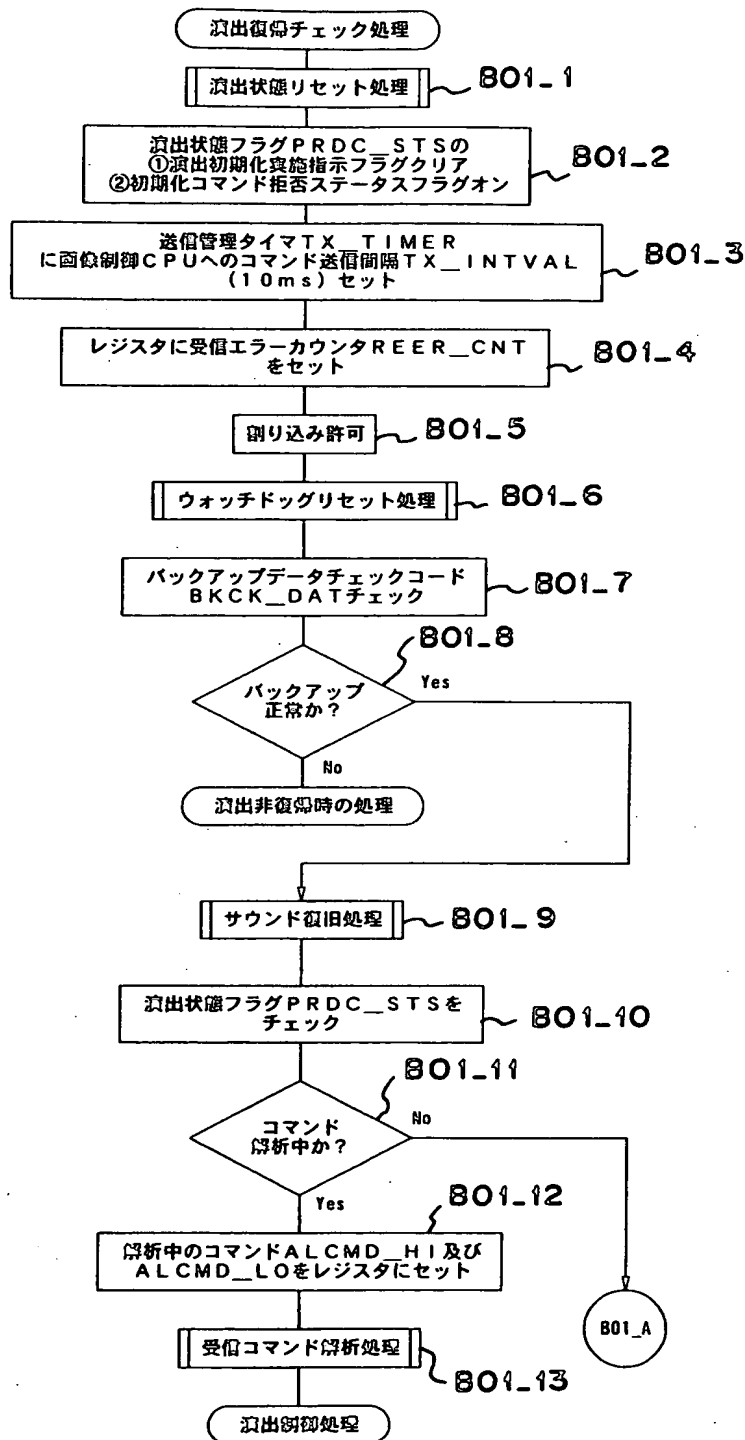 演出復帰チェック処理
演出状態リセット処理
B01_1
演出状態フラグPRDC_STSの
①演出初期化実施指示フラグクリア
②初期化コマンド拒否ステータスフラグオン
B01_2
送信管理タイマTX_TIMER
に画像制御CPUへのコマンド送信間隔TX_INTVAL
(10ms)セット
B01_3
レジスタに受信エラーカウンタREER_CNT
をセット
B01_4
割り込み許可
B01_5
ウォッチドッグリセット処理
B01_6
バックアップデータチェックコード
BKCK_DATチェック
B01_7
B01_8
バックアップ
正常か?
Yes
No
演出非復帰時の処理
サウンド復旧処理
B01_9
演出状態フラグPRDC_STSを
チェック
B01_10
B01_11
コマンド
解析中か?
No
Yes
B01_12
解析中のコマンドALCMD_HI及び
ALCMD_LOをレジスタにセット
B01_A
受信コマンド解析処理
B01_13
演出制御処理